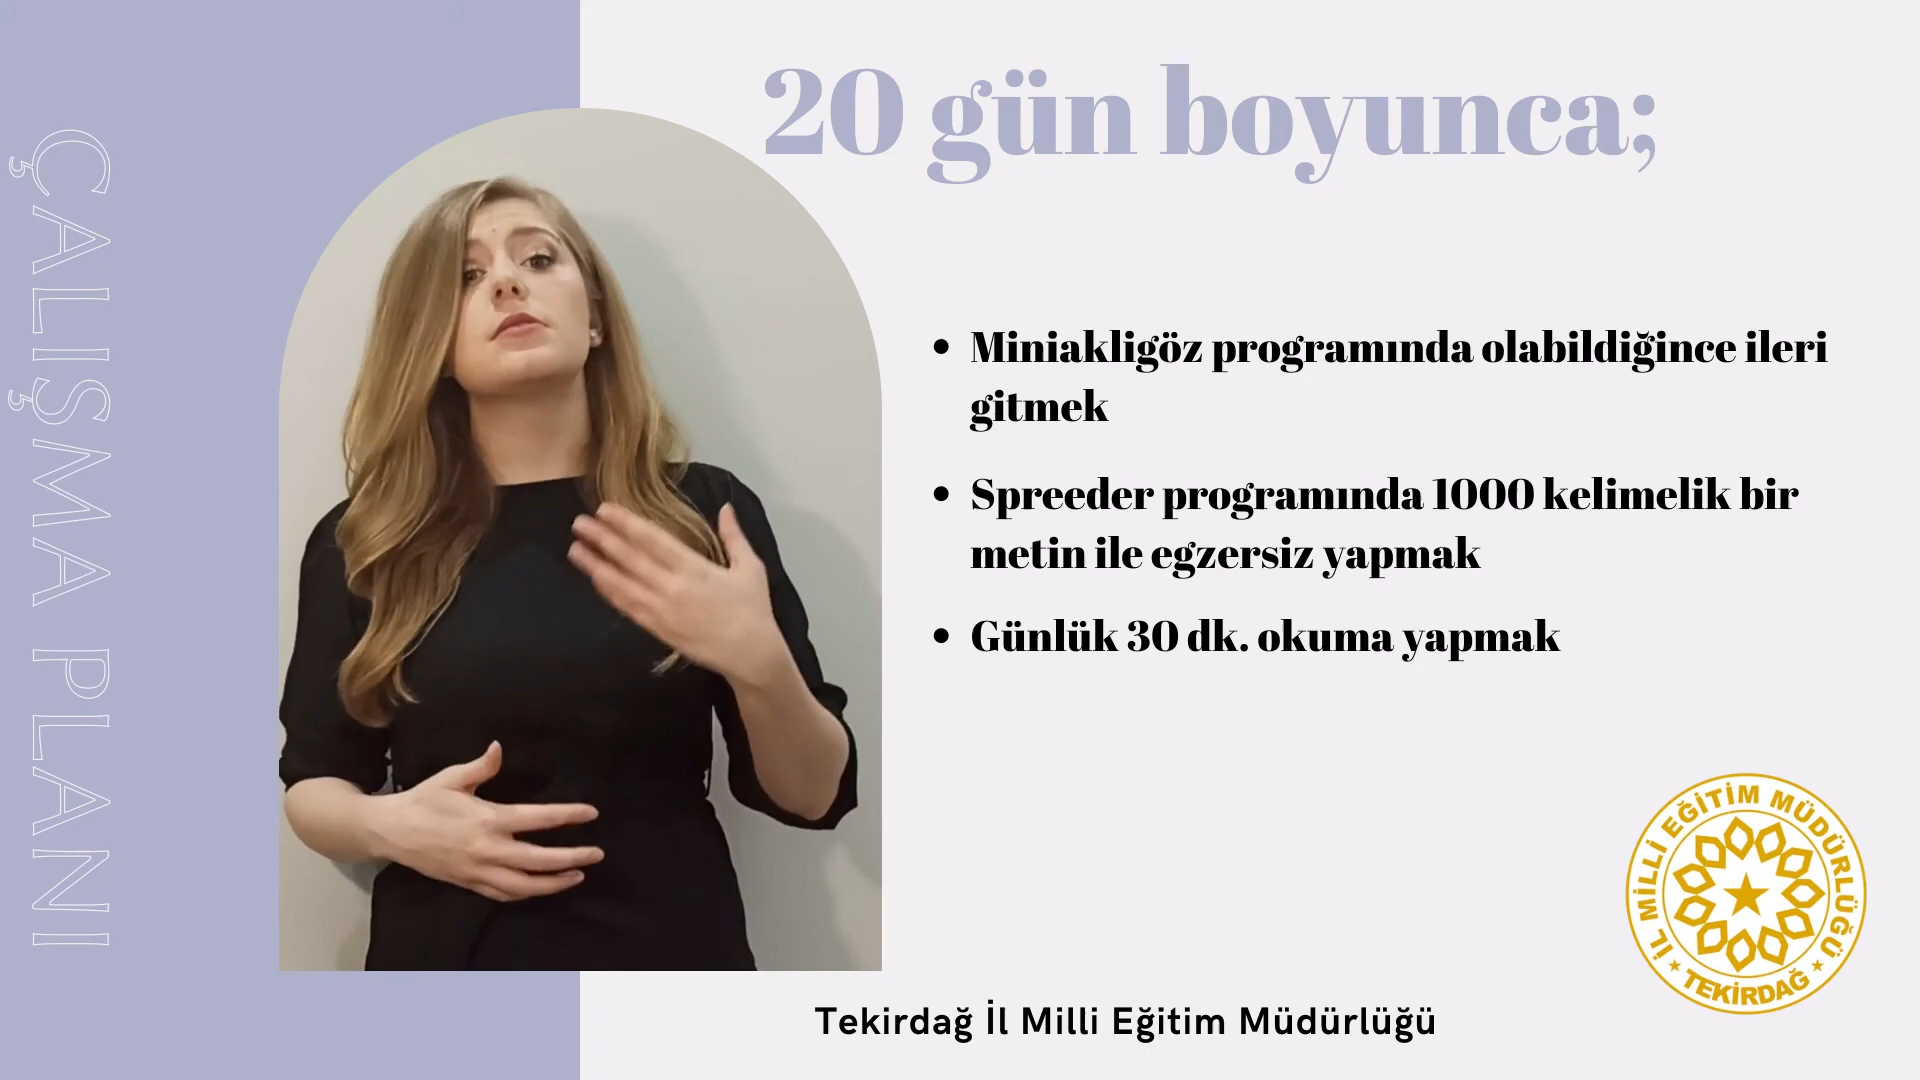 ÇALIŞMA PLANI
20 gün boyunca;
• Miniakligöz programında olabildiğince ileri
gitmek
• Spreeder programında 1000 kelimelik bir
metin ile egzersiz yapmak
• Günlük 30 dk. okuma yapmak
İL MİLLİ EĞİTİM MÜDÜRLÜĞÜ
★ TEKİRDAĞ ★
Tekirdağ İl Milli Eğitim Müdürlüğü